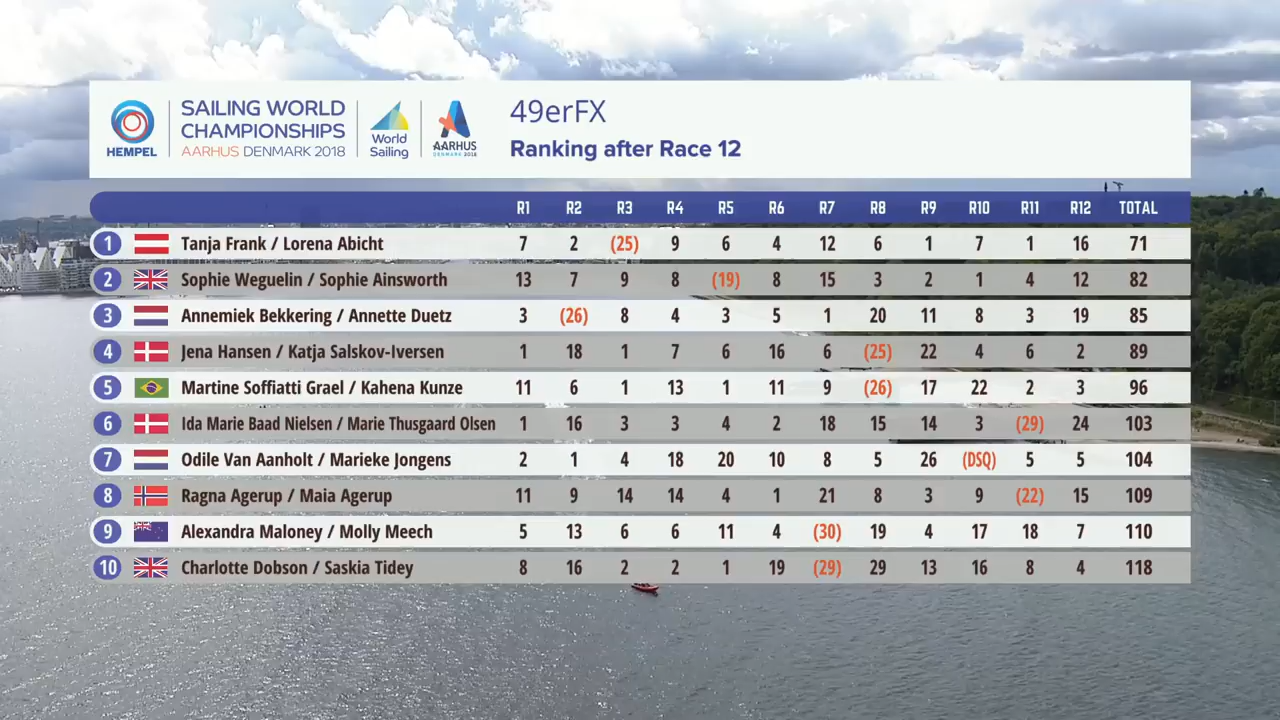 HEMPEL
SAILING WORLD
CHAMPIONSHIPS
AARHUS DENMARK 2018
World
Sailing
AARHUS
DENMARK 2018
49erFX
Ranking after Race 12
R1 R2 R3 R4 R5 R6 R7 R8 R9 R10 R11 R12 TOTAL
1 Tanja Frank / Lorena Abicht 7 2 (25) 9 6 4 12 6 1 7 1 16 71
2 Sophie Weguelin / Sophie Ainsworth 13 7 9 8 (19) 8 15 3 2 1 4 12 82
3 Annemiek Bekkering / Annette Duetz 3 (26) 8 4 3 5 1 20 11 8 3 19 85
4 Jena Hansen / Katja Salskov-Iversen 1 18 1 7 6 16 6 (25) 22 4 6 2 89
5 Martine Soffiatti Grael / Kahena Kunze 11 6 1 13 1 11 9 (26) 17 22 2 3 96
6 Ida Marie Baad Nielsen / Marie Thusgaard Olsen 1 16 3 3 4 2 18 15 14 3 (29) 24 103
7 Odile Van Aanholt / Marieke Jongens 2 1 4 18 20 10 8 5 26 (DSQ) 5 5 104
8 Ragna Agerup / Maia Agerup 11 9 14 14 4 1 21 8 3 9 (22) 15 109
9 Alexandra Maloney / Molly Meech 5 13 6 6 11 4 (30) 19 4 17 18 7 110
10 Charlotte Dobson / Saskia Tidey 8 16 2 2 1 19 (29) 29 13 16 8 4 118